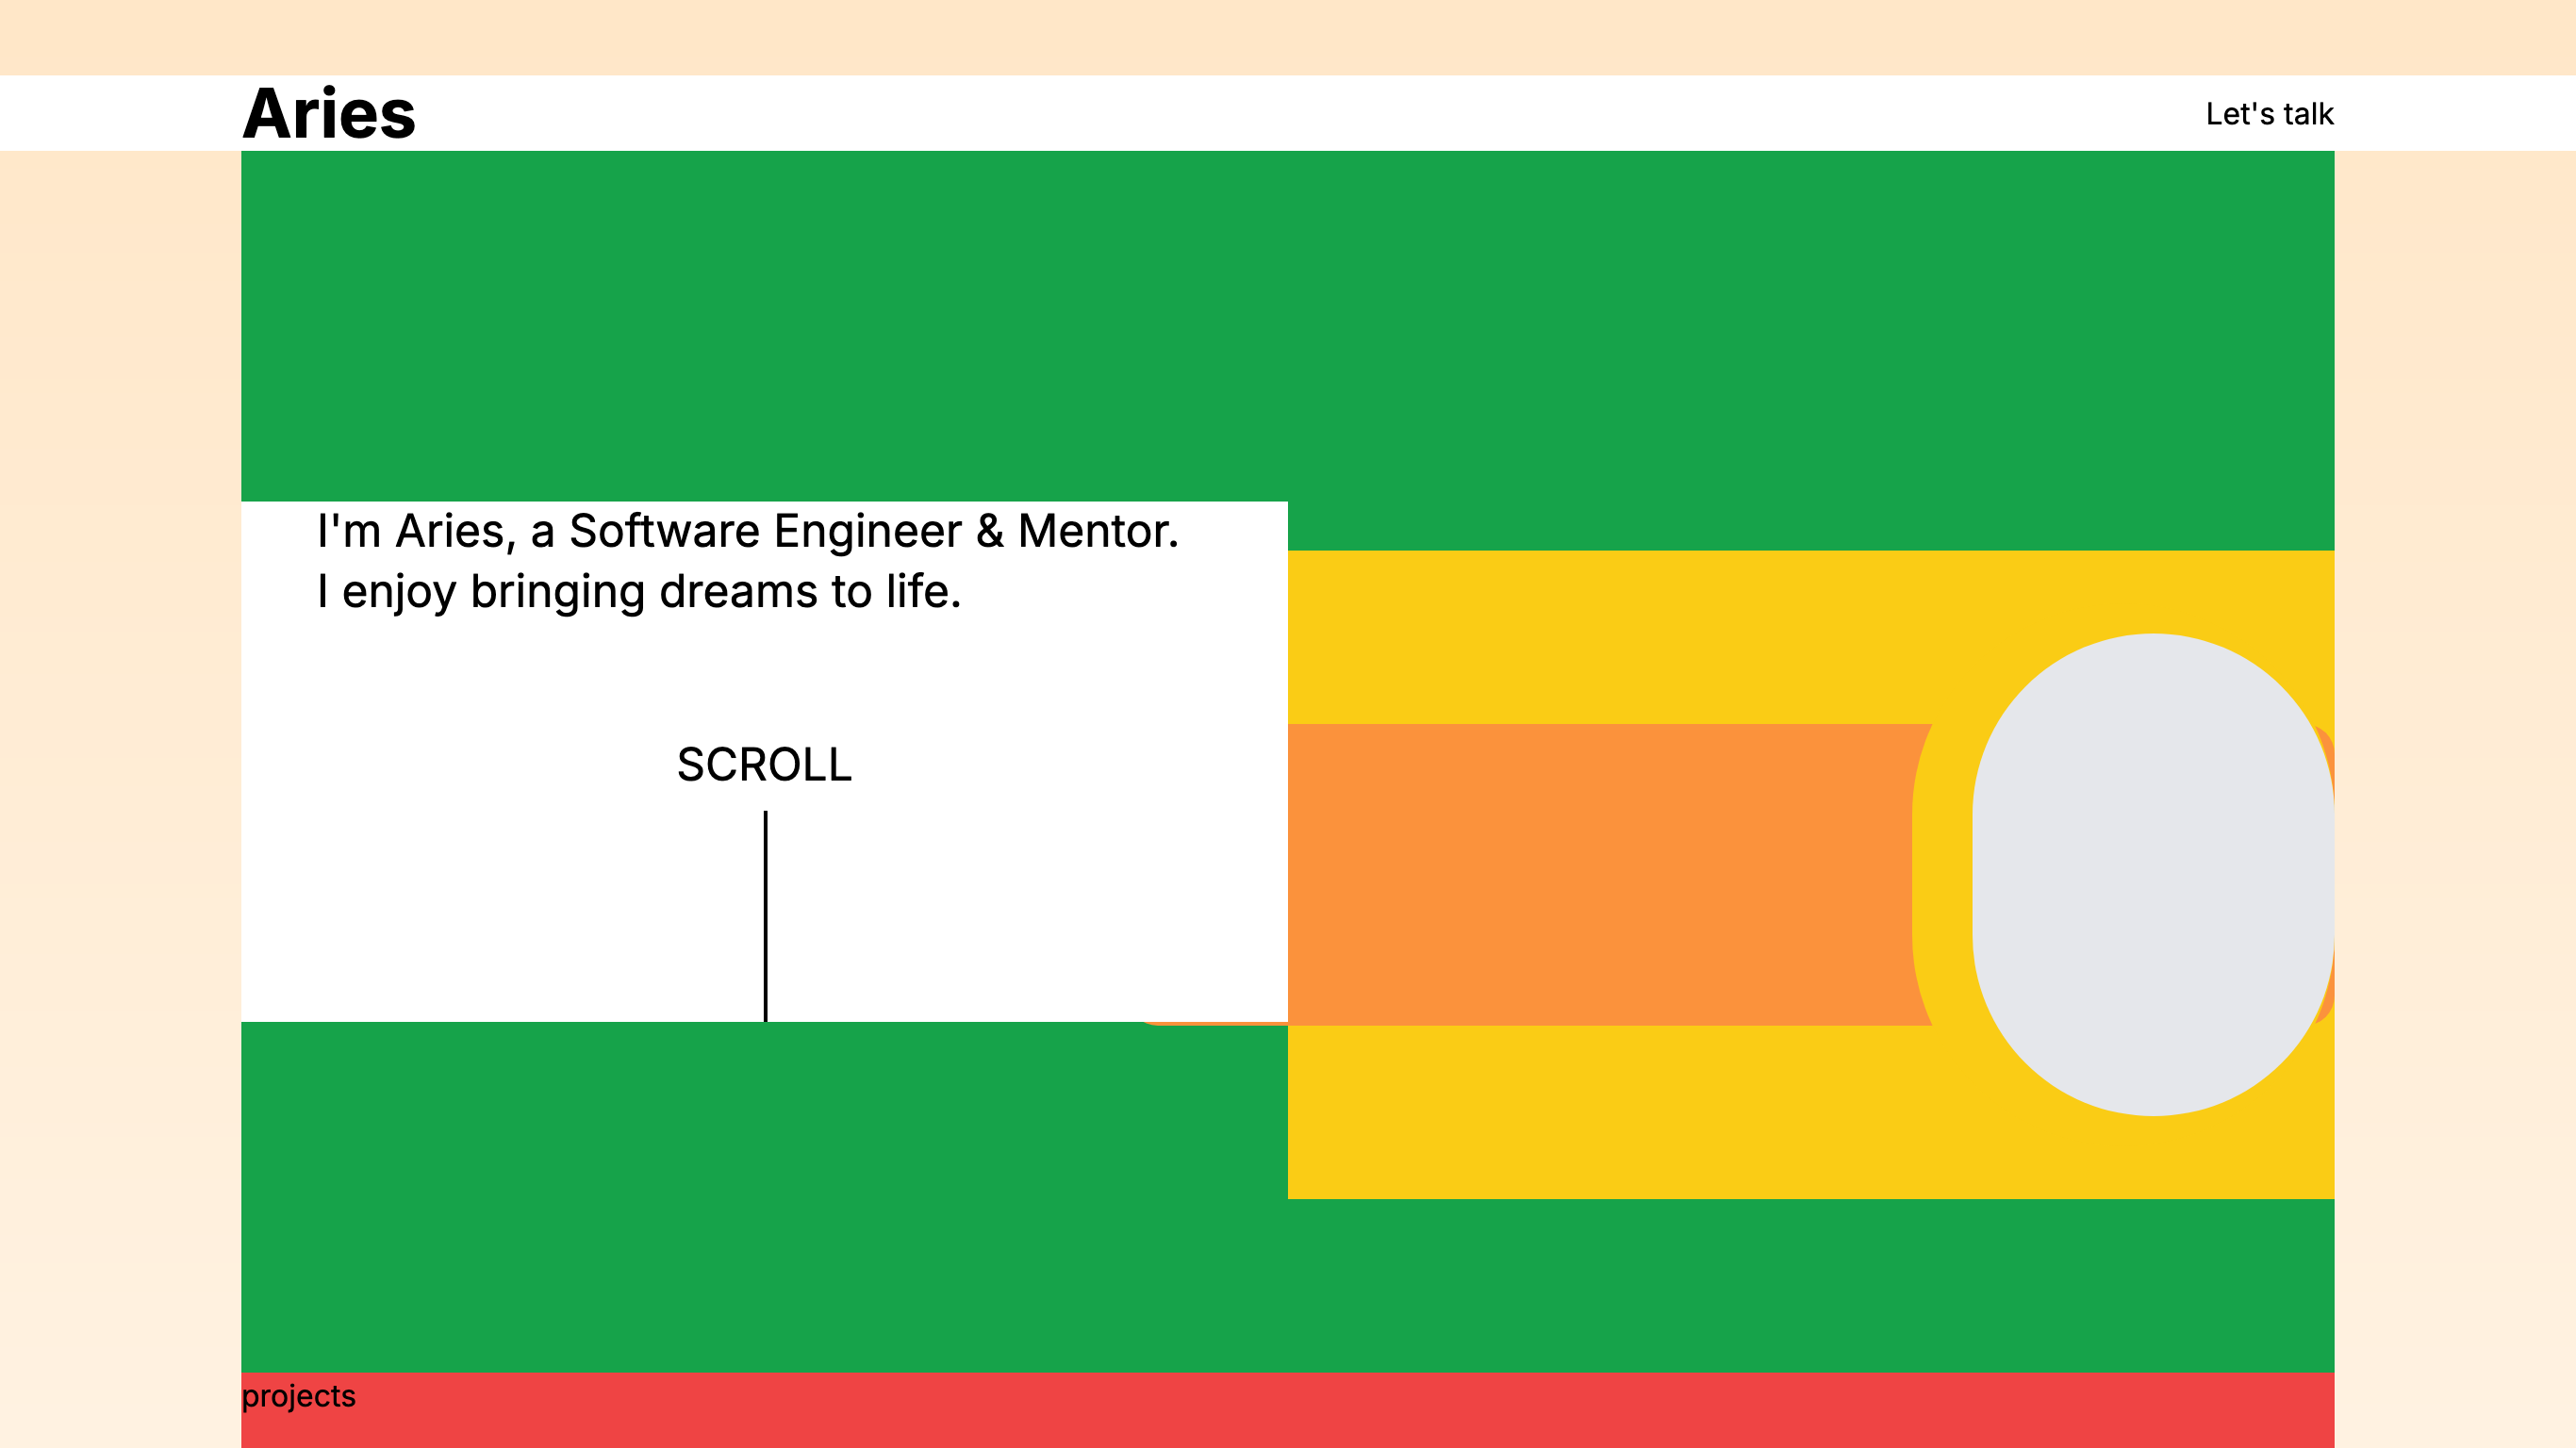 Aries
Let's talk
I'm Aries, a Software Engineer & Mentor.
I enjoy bringing dreams to life.
SCROLL
projects